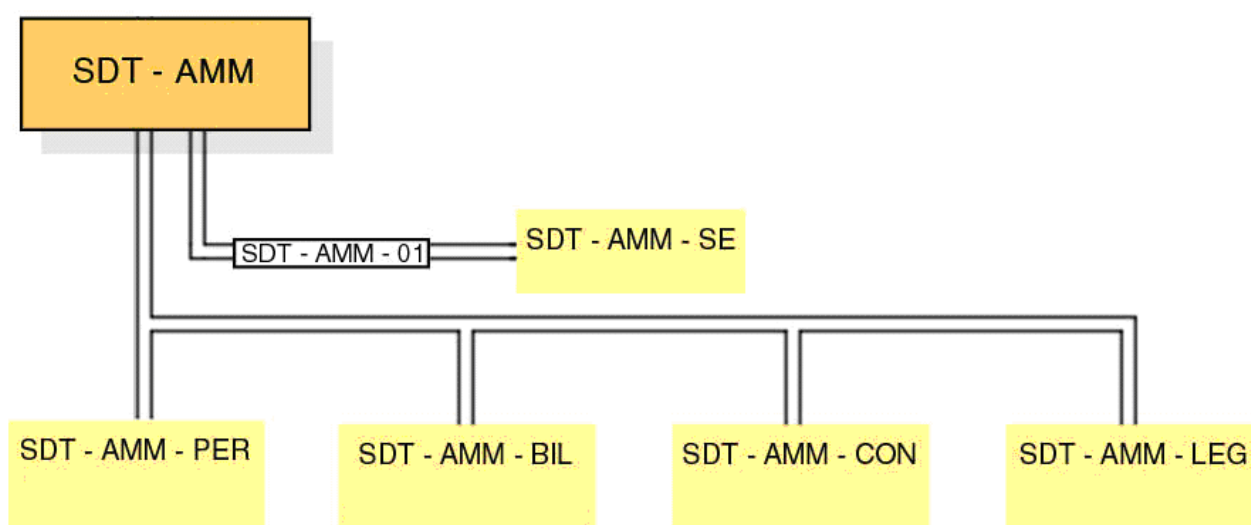 SDT - AMM
SDT - AMM - SE
SDT - AMM - 01
SDT - AMM - PER
SDT - AMM - BIL
SDT - AMM - CON
SDT - AMM - LEG